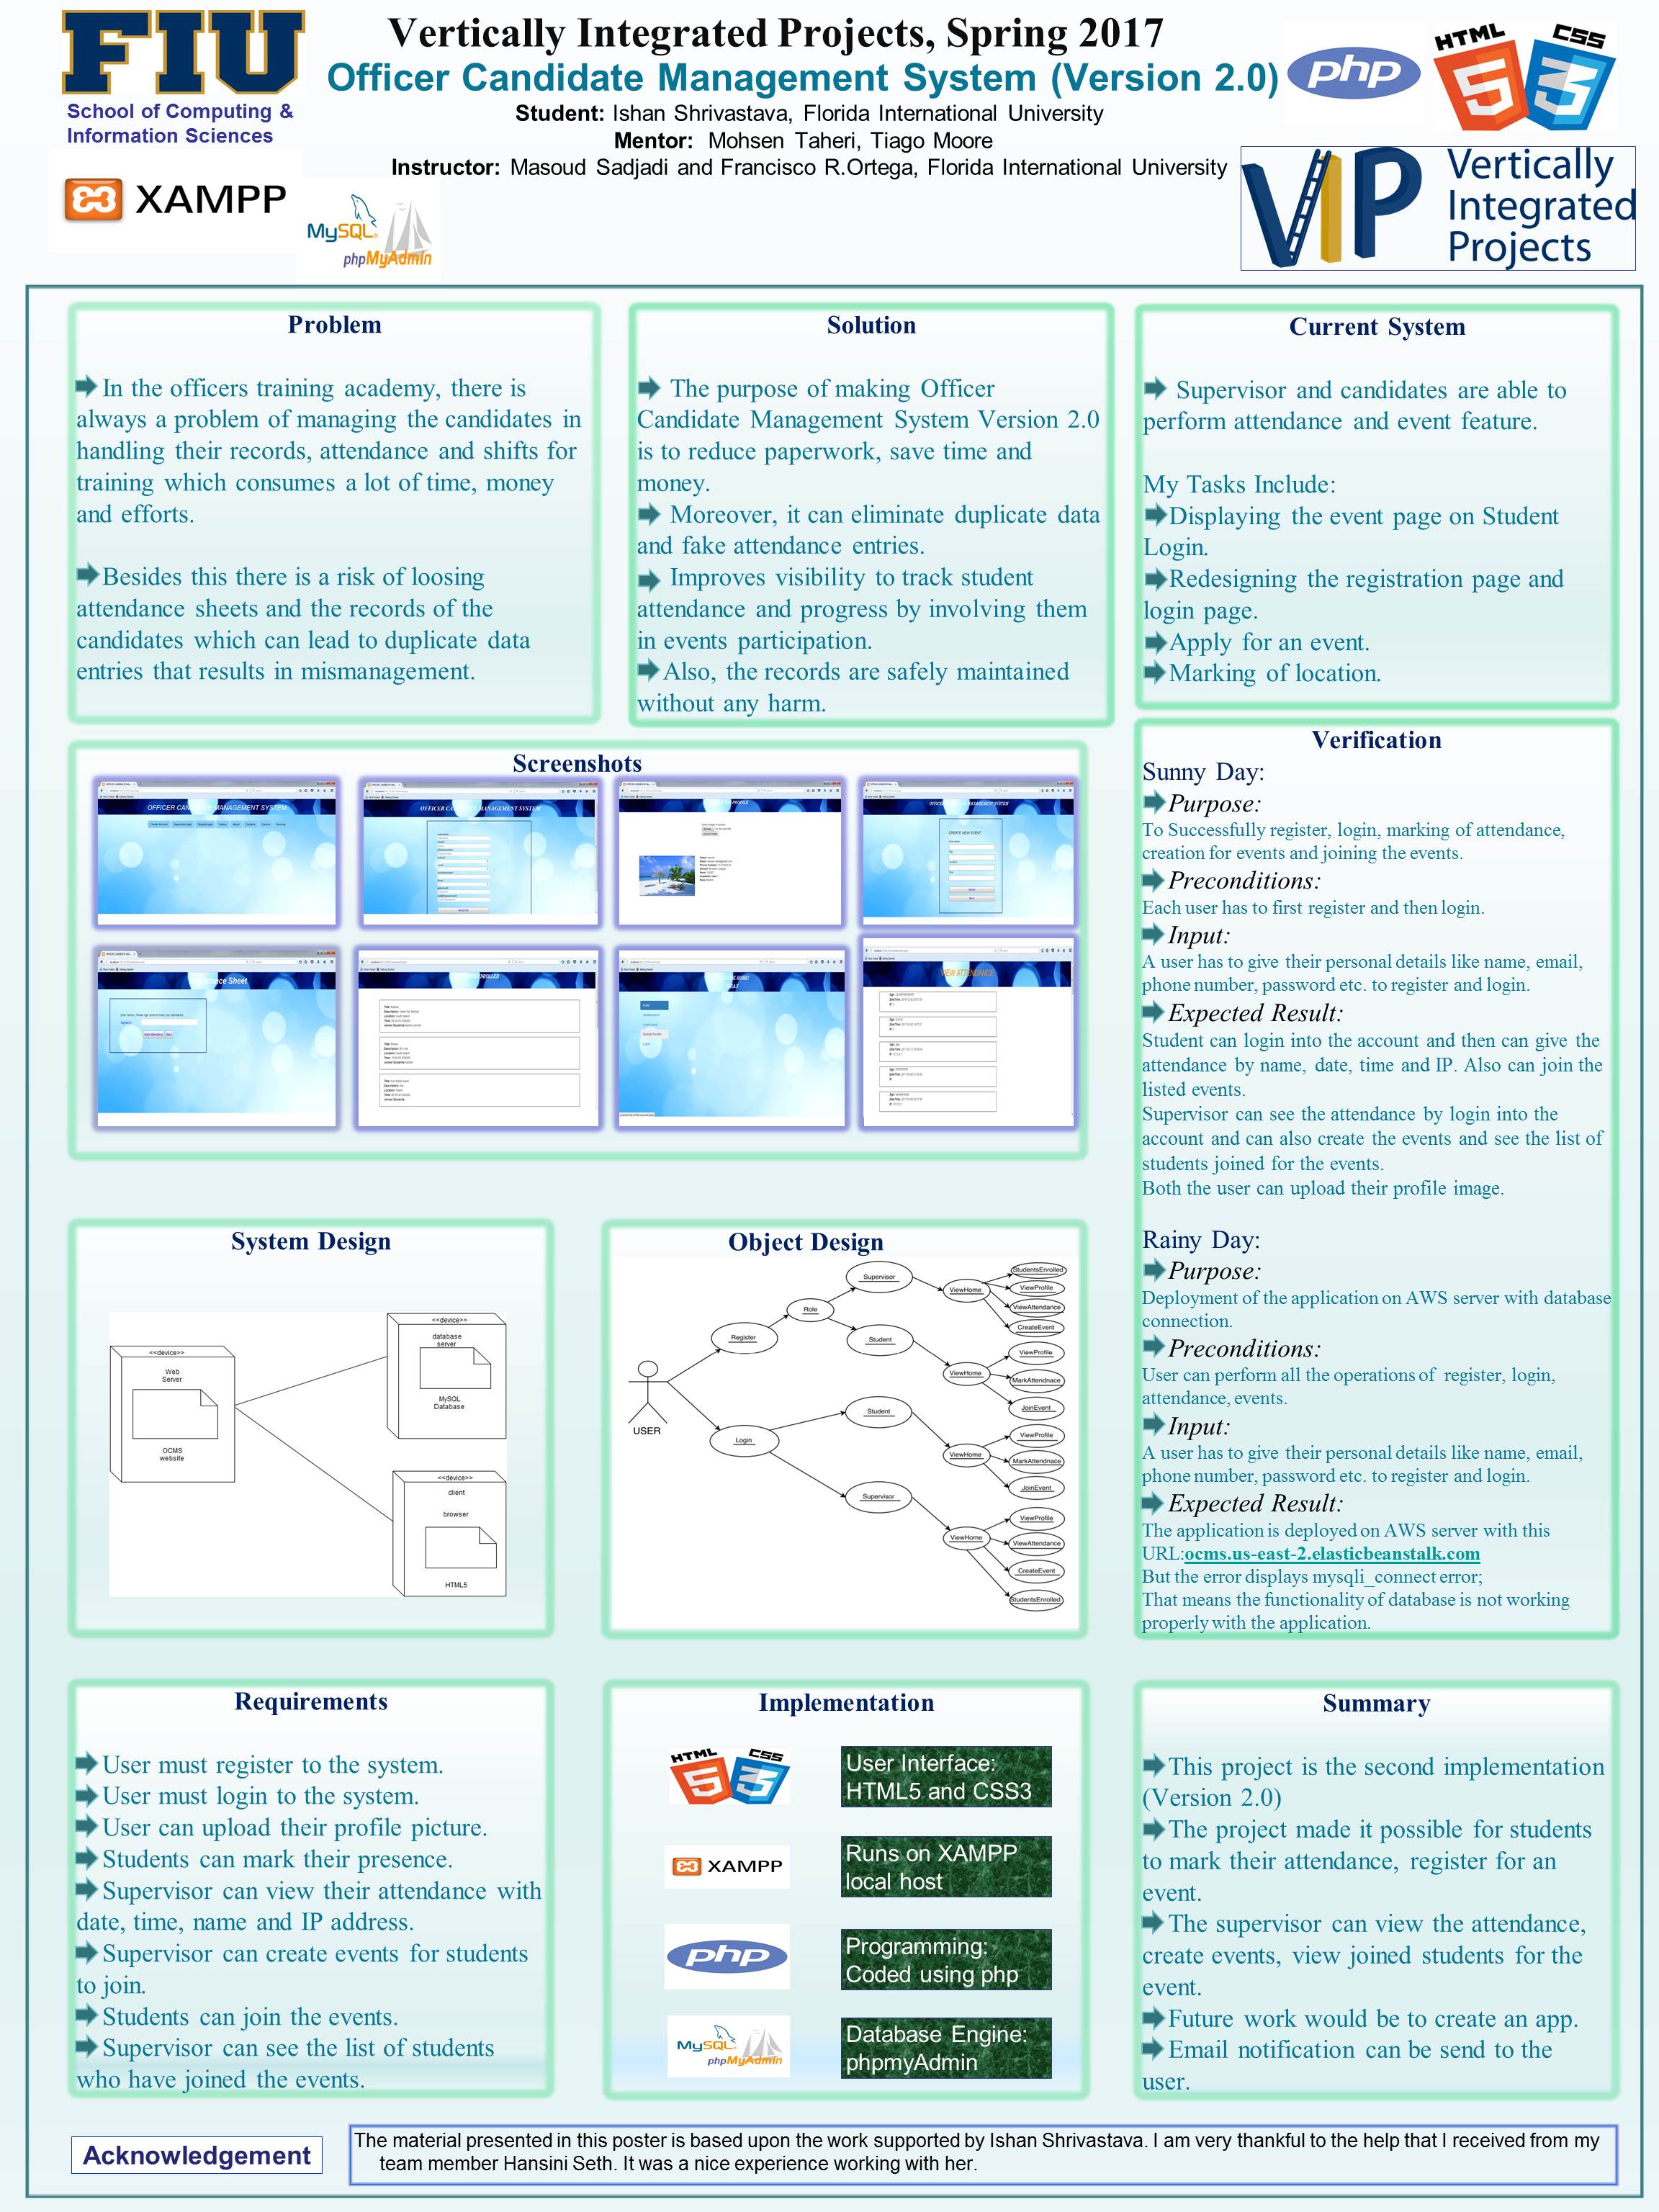 FIU
School of Computing &
Information Sciences
XAMPP
MySQL
phpMyAdmin
Vertically Integrated Projects, Spring 2017
Officer Candidate Management System (Version 2.0)
Student: Ishan Shrivastava, Florida International University
Mentor: Mohsen Taheri, Tiago Moore
Instructor: Masoud Sadjadi and Francisco R.Ortega, Florida International University
php
HTML
5
CSS
3
VIP
Vertically
Integrated
Projects
Problem
In the officers training academy, there is
always a problem of managing the candidates in
handling their records, attendance and shifts for
training which consumes a lot of time, money
and efforts.
Besides this there is a risk of loosing
attendance sheets and the records of the
candidates which can lead to duplicate data
entries that results in mismanagement.
Solution
The purpose of making Officer
Candidate Management System Version 2.0
is to reduce paperwork, save time and
money.
Moreover, it can eliminate duplicate data
and fake attendance entries.
Improves visibility to track student
attendance and progress by involving them
in events participation.
Also, the records are safely maintained
without any harm.
Current System
Supervisor and candidates are able to
perform attendance and event feature.
My Tasks Include:
Displaying the event page on Student
Login.
Redesigning the registration page and
login page.
Apply for an event.
Marking of location.
Screenshots
OFFICER CANDIDATE MANAGEMENT SYSTEM
OFFICER CANDIDATE MANAGEMENT SYSTEM
PROFILE
CREATE NEW EVENT
Sheet
ENROLLED
VIEW ATTENDANCE
Verification
Sunny Day:
Purpose:
To Successfully register, login, marking of attendance,
creation for events and joining the events.
Preconditions:
Each user has to first register and then login.
Input:
A user has to give their personal details like name, email,
phone number, password etc. to register and login.
Expected Result:
Student can login into the account and then can give the
attendance by name, date, time and IP. Also can join the
listed events.
Supervisor can see the attendance by login into the
account and can also create the events and see the list of
students joined for the events.
Both the user can upload their profile image.
Rainy Day:
Purpose:
Deployment of the application on AWS server with database
connection.
Preconditions:
User can perform all the operations of register, login,
attendance, events.
Input:
A user has to give their personal details like name, email,
phone number, password etc. to register and login.
Expected Result:
The application is deployed on AWS server with this
URL:ocms.us-east-2.elasticbeanstalk.com
But the error displays mysqli_connect error;
That means the functionality of database is not working
properly with the application.
System Design
<<device>>
Web
Server
OCMS
website
<<device>>
database
server
MySQL
Database
<<device>>
client
browser
HTML5
Object Design
USER
Register
Login
Role
Supervisor
Student
Student
Supervisor
ViewHome
StudentsEnrolled
ViewProfile
ViewAttendance
CreateEvent
ViewHome
ViewProfile
MarkAttendnace
JoinEvent
ViewHome
ViewProfile
MarkAttendnace
JoinEvent
ViewHome
ViewProfile
ViewAttendance
CreateEvent
StudentsEnrolled
Requirements
User must register to the system.
User must login to the system.
User can upload their profile picture.
Students can mark their presence.
Supervisor can view their attendance with
date, time, name and IP address.
Supervisor can create events for students
to join.
Students can join the events.
Supervisor can see the list of students
who have joined the events.
Implementation
HTML
5
CSS
3
User Interface:
HTML5 and CSS3
XAMPP
Runs on XAMPP
local host
php
Programming:
Coded using php
MySQL
phpMyAdmin
Database Engine:
phpmyAdmin
Summary
This project is the second implementation
(Version 2.0)
The project made it possible for students
to mark their attendance, register for an
event.
The supervisor can view the attendance,
create events, view joined students for the
event.
Future work would be to create an app.
Email notification can be send to the
user.
Acknowledgement
The material presented in this poster is based upon the work supported by Ishan Shrivastava. I am very thankful to the help that I received from my
team member Hansini Seth. It was a nice experience working with her.